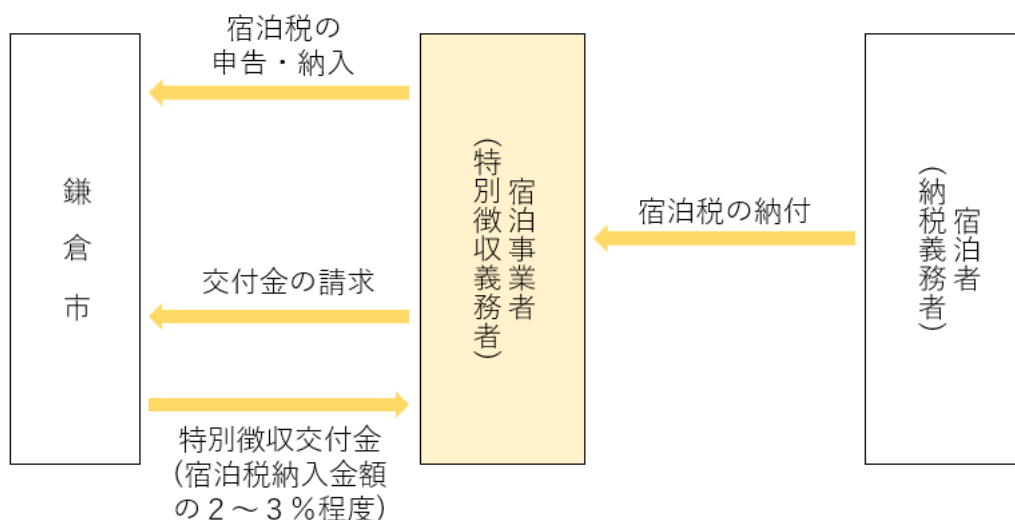 鎌倉市
宿泊税の
申告・納入
交付金の請求
特別徴収交付金
(宿泊税納入金額
の２～３％程度)
宿泊事業者
(特別徴収義務者)
宿泊税の納付
宿泊者
(納税義務者)